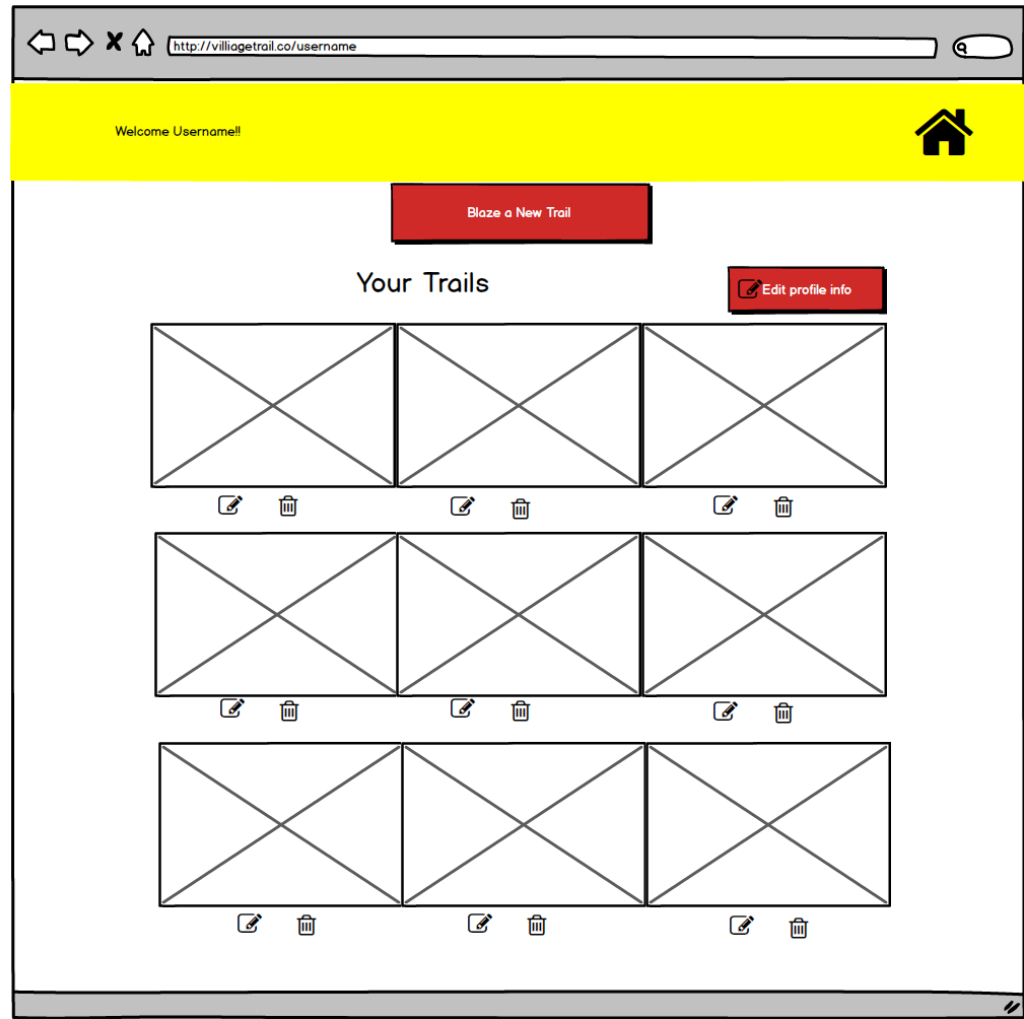 http://villiagetrail.co/username
Welcome Username!!
Blaze a New Trail
Your Trails
Edit profile info